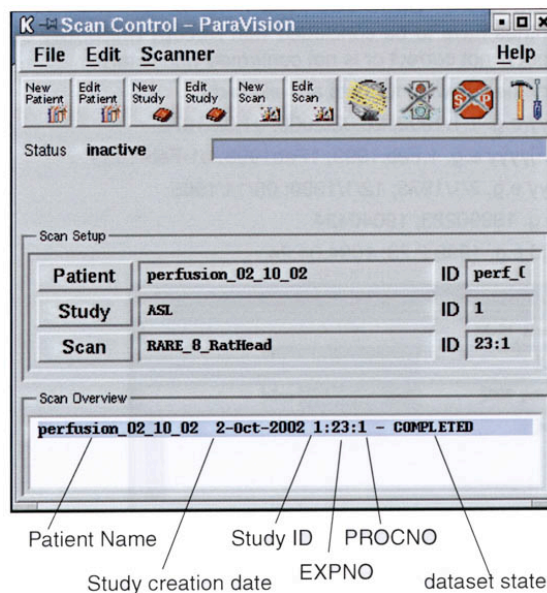 Scan Control - ParaVision
File Edit Scanner Help
New Patient Edit Patient New Study Edit Study New Scan Edit Scan
Status inactive
Scan Setup
Patient perfusion_02_10_02 ID
Study ASL ID 1
Scan RARE_8_RatHead ID 23:1
Scan Overview
perfusion_02_10_02 2-Oct-2002 1:23:1 - COMPLETED
Patient Name Study ID PROCNO
Study creation date EXPNO dataset state